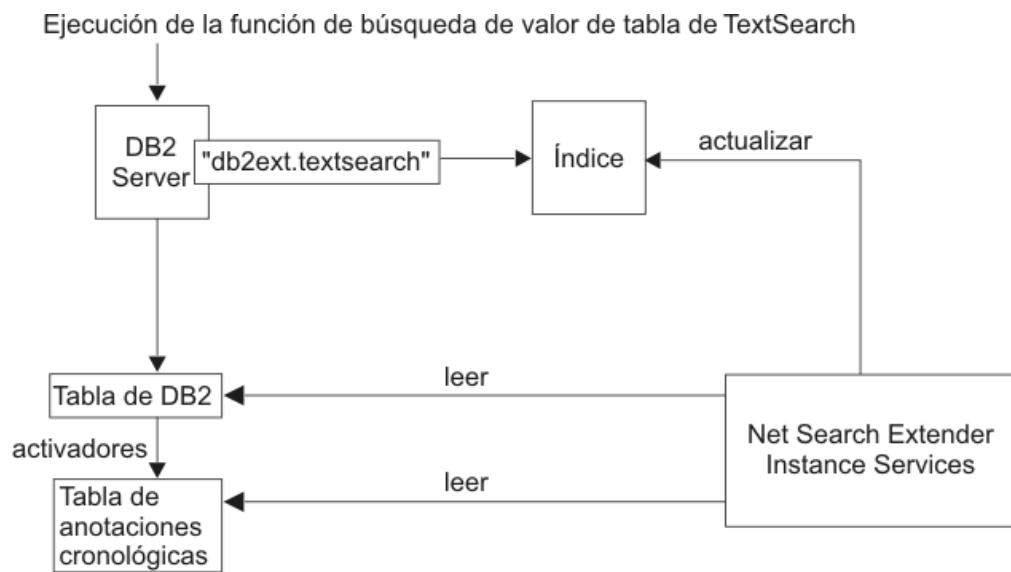 Ejecución de la función de búsqueda de valor de tabla de TextSearch
DB2
Server
"db2ext.textsearch"
Índice
actualizar
Tabla de DB2
leer
activadores
Net Search Extender
Instance Services
leer
Tabla de
anotaciones
cronológicas